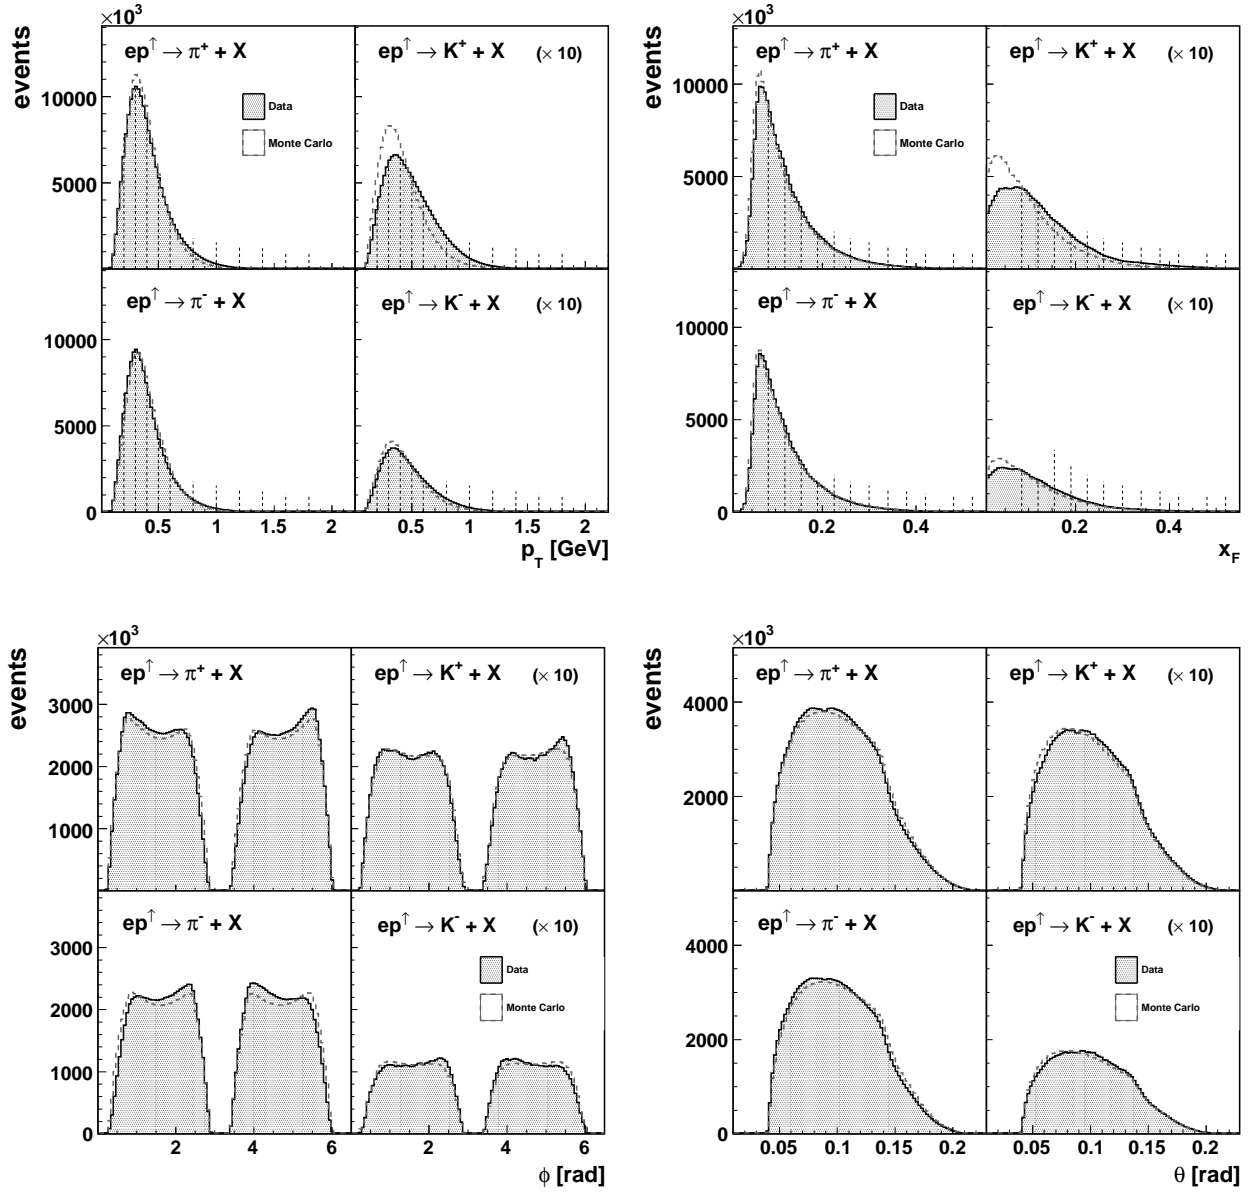 ×10³
events
ep↑ → π⁺ + X
ep↑ → K⁺ + X (× 10)
Data
Monte Carlo
10000
5000
ep↑ → π⁻ + X
ep↑ → K⁻ + X (× 10)
10000
5000
0
0.5 1 1.5 2 0.5 1 1.5 2
p_T [GeV]
×10³
events
ep↑ → π⁺ + X
ep↑ → K⁺ + X (× 10)
Data
Monte Carlo
10000
5000
ep↑ → π⁻ + X
ep↑ → K⁻ + X (× 10)
10000
5000
0
0.2 0.4 0.2 0.4
x_F
×10³
events
ep↑ → π⁺ + X
ep↑ → K⁺ + X (× 10)
3000
2000
1000
ep↑ → π⁻ + X
ep↑ → K⁻ + X (× 10)
Data
Monte Carlo
3000
2000
1000
0
2 4 6 2 4 6
ϕ [rad]
×10³
events
ep↑ → π⁺ + X
ep↑ → K⁺ + X (× 10)
4000
2000
ep↑ → π⁻ + X
ep↑ → K⁻ + X (× 10)
Data
Monte Carlo
4000
2000
0
0.05 0.1 0.15 0.2 0.05 0.1 0.15 0.2
θ [rad]